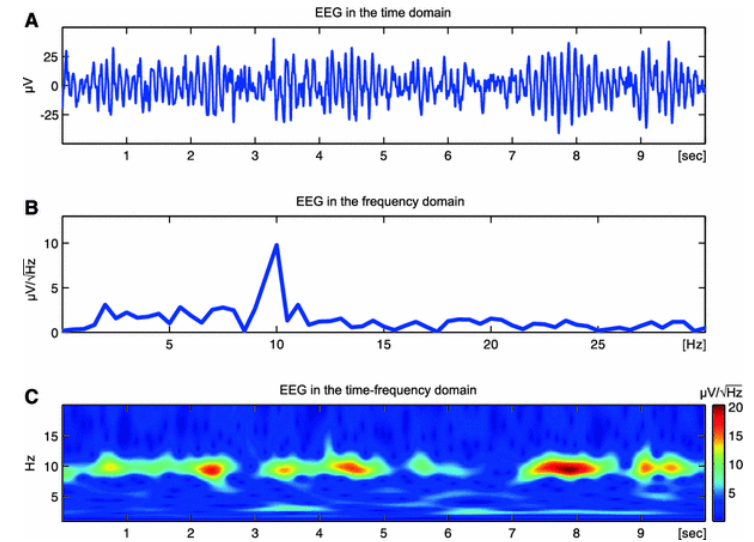 A EEG in the time domain
25
0
-25
µV
1 2 3 4 5 6 7 8 9 [sec]
B EEG in the frequency domain
10
5
0
µV/√Hz
5 10 15 20 25 [Hz]
C EEG in the time-frequency domain
µV/√Hz
15
10
5
Hz
20
15
10
5
1 2 3 4 5 6 7 8 9 [sec]